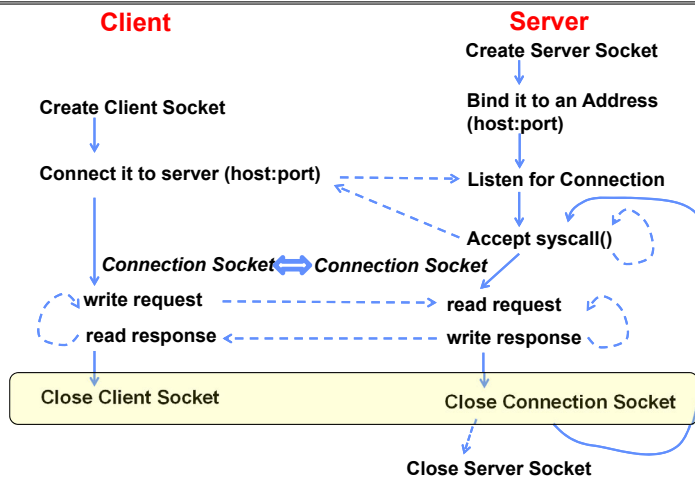 Client
Server
Create Server Socket
Create Client Socket
Bind it to an Address
(host:port)
Connect it to server (host:port)
Listen for Connection
Accept syscall()
Connection Socket
Connection Socket
write request
read request
read response
write response
Close Client Socket
Close Connection Socket
Close Server Socket